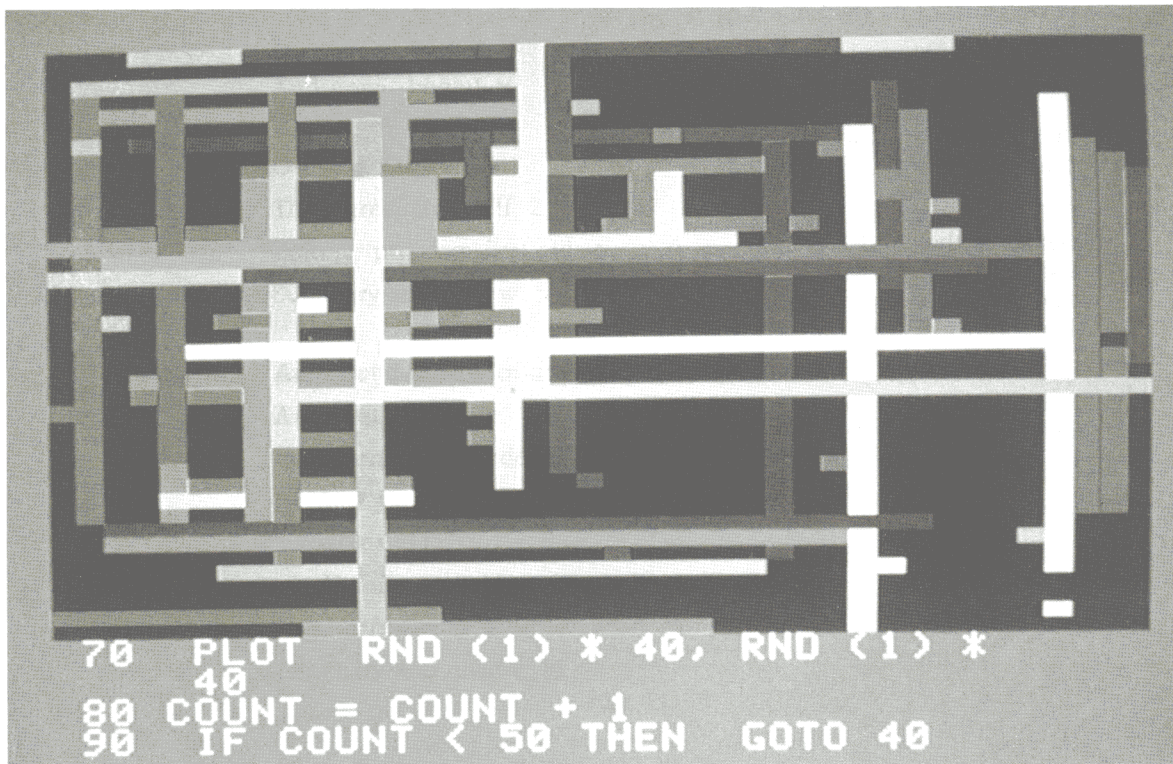 70 PLOT RND (1) * 40, RND (1) *
40
80 COUNT = COUNT + 1
90 IF COUNT < 50 THEN GOTO 40